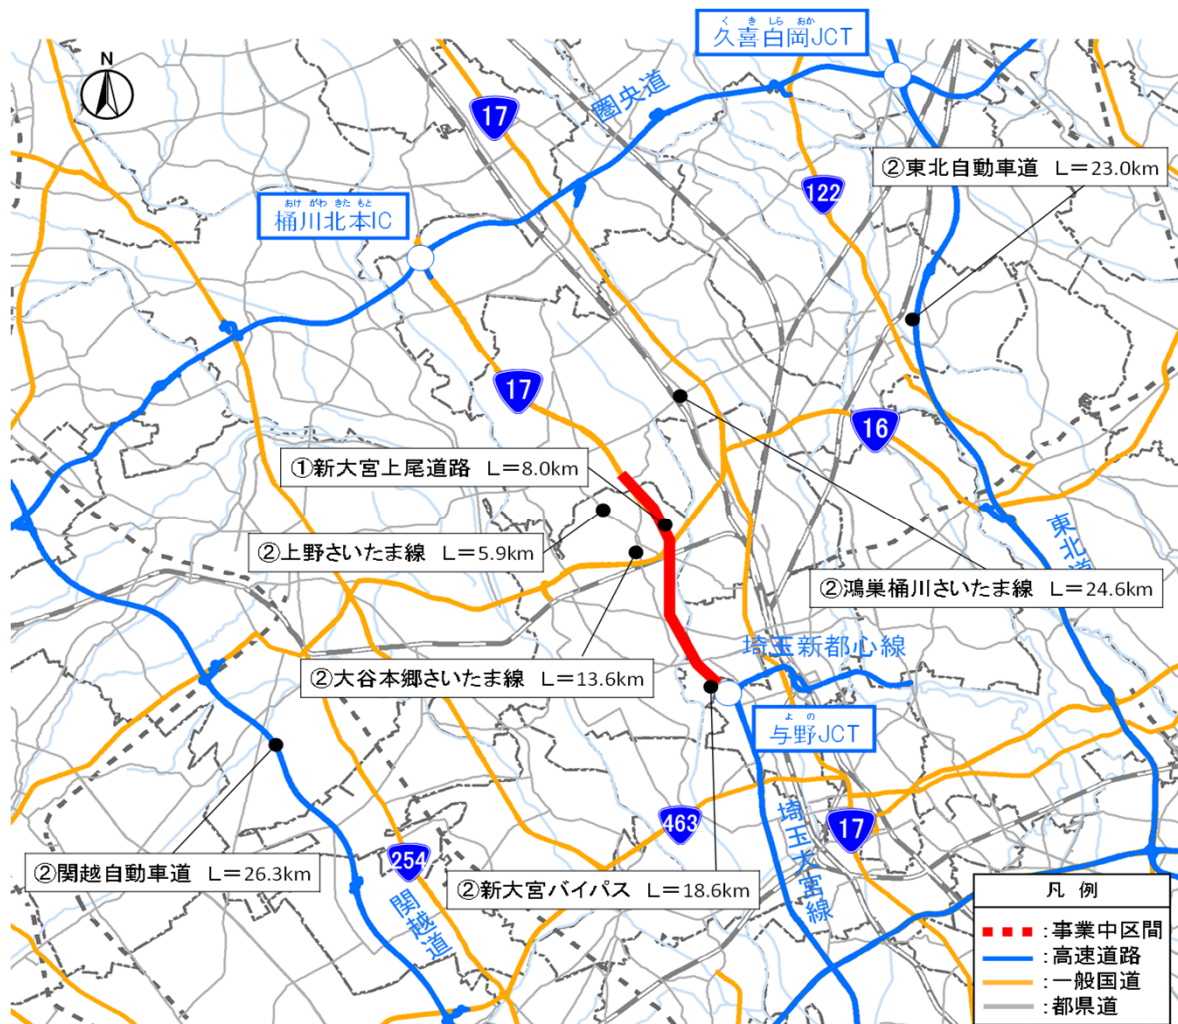 く き しら おか
久喜白岡JCT
N
圏央道
17
②東北自動車道 L=23.0km
122
おけ がわ きた もと
桶川北本IC
17
16
①新大宮上尾道路 L=8.0km
東北道
②上野さいたま線 L=5.9km
②鴻巣桶川さいたま線 L=24.6km
埼玉新都心線
②大谷本郷さいたま線 L=13.6km
よ の
与野JCT
埼玉大宮線
463
17
254
②関越自動車道 L=26.3km
②新大宮バイパス L=18.6km
関越道
凡 例
:事業中区間
:高速道路
:一般国道
:都県道